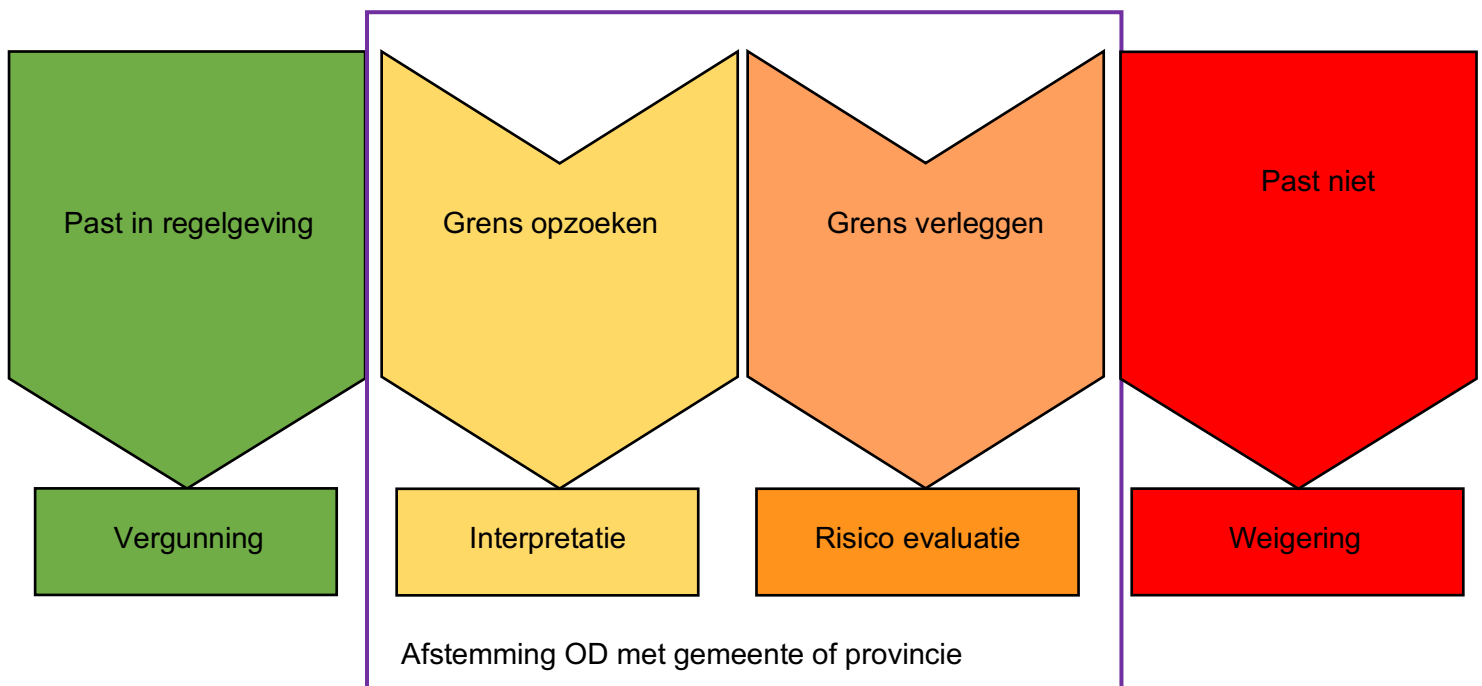 Past in regelgeving
Grens opzoeken
Grens verleggen
Past niet
Vergunning
Interpretatie
Risico evaluatie
Weigering
Afstemming OD met gemeente of provincie